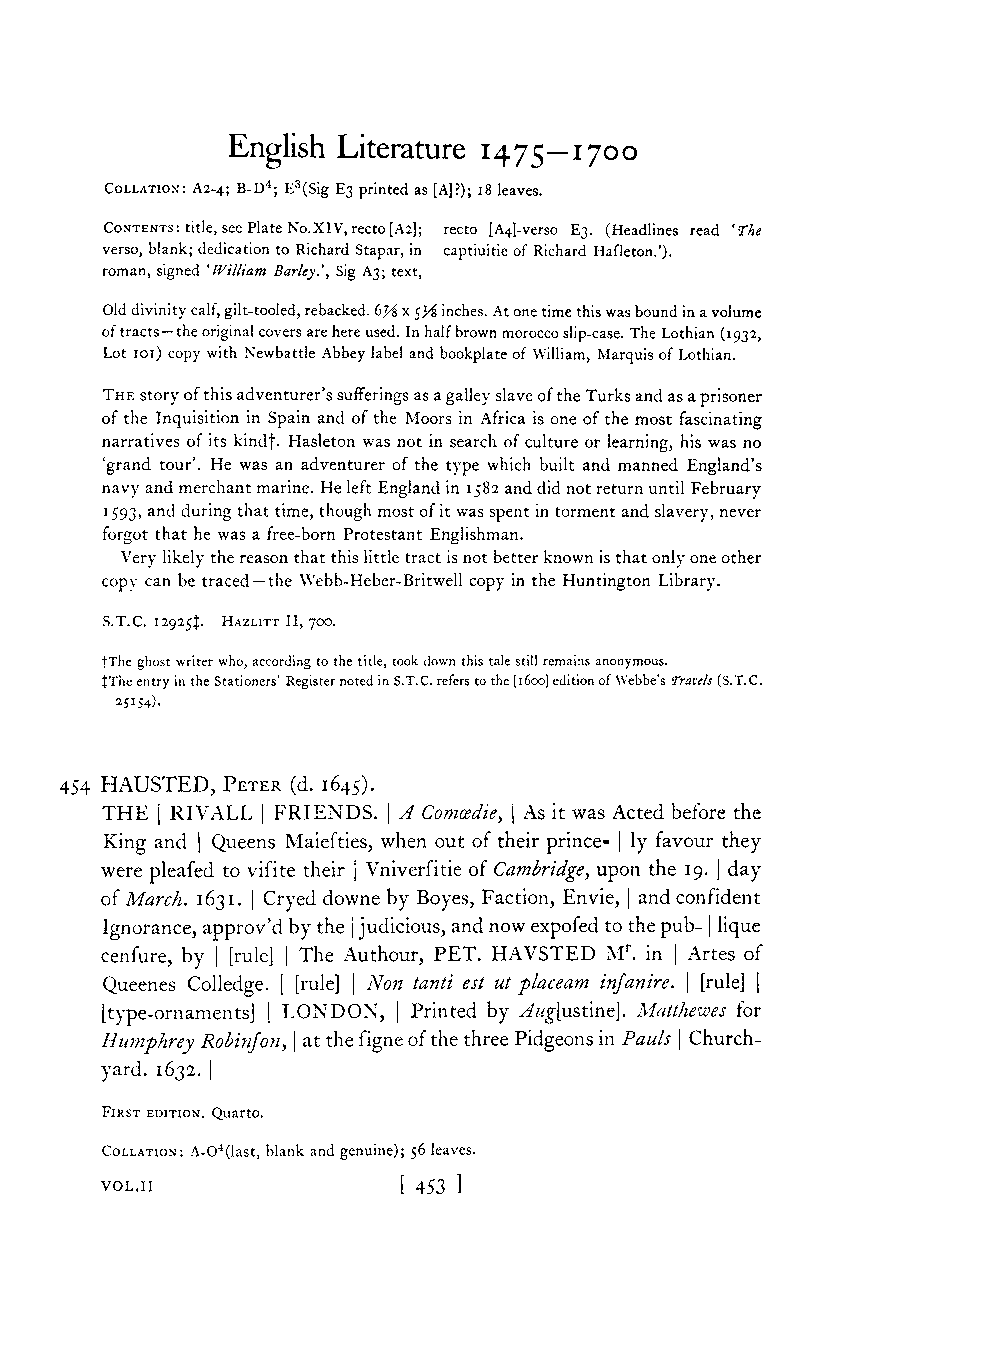 English Literature 1475—1700
COLLATION: A2-4; B-D⁴; E³(Sig E3 printed as [A]?); 18 leaves.
CONTENTS: title, see Plate No.XIV, recto [A2];
verso, blank; dedication to Richard Stapar, in
roman, signed ‘William Barley.’, Sig A3; text,
recto [A4]-verso E3. (Headlines read ‘The
captiuitie of Richard Haſleton.’).
Old divinity calf, gilt-tooled, rebacked. 6⅞ x 5⅛ inches. At one time this was bound in a volume
of tracts—the original covers are here used. In half brown morocco slip-case. The Lothian (1932,
Lot 101) copy with Newbattle Abbey label and bookplate of William, Marquis of Lothian.
THE story of this adventurer’s sufferings as a galley slave of the Turks and as a prisoner
of the Inquisition in Spain and of the Moors in Africa is one of the most fascinating
narratives of its kind†. Hasleton was not in search of culture or learning, his was no
‘grand tour’. He was an adventurer of the type which built and manned England’s
navy and merchant marine. He left England in 1582 and did not return until February
1593, and during that time, though most of it was spent in torment and slavery, never
forgot that he was a free-born Protestant Englishman.
Very likely the reason that this little tract is not better known is that only one other
copy can be traced—the Webb-Heber-Britwell copy in the Huntington Library.
S.T.C. 12925‡. HAZLITT II, 700.
†The ghost writer who, according to the title, took down this tale still remains anonymous.
‡The entry in the Stationers’ Register noted in S.T.C. refers to the [1600] edition of Webbe’s Travels (S.T.C.
25154).
454 HAUSTED, PETER (d. 1645).
THE | RIVALL | FRIENDS. | A Comœdie, | As it was Acted before the
King and | Queens Maieſties, when out of their prince- | ly favour they
were pleaſed to viſite their | Vniverſitie of Cambridge, upon the 19. | day
of March. 1631. | Cryed downe by Boyes, Faction, Envie, | and confident
Ignorance, approv’d by the | judicious, and now expoſed to the pub- | lique
cenſure, by | [rule] | The Authour, PET. HAVSTED Mʳ. in | Artes of
Queenes Colledge. | [rule] | Non tanti est ut placeam inſanire. | [rule] |
[type-ornaments] | LONDON, | Printed by Aug[ustine]. Matthewes for
Humphrey Robinſon, | at the ſigne of the three Pidgeons in Pauls | Church-
yard. 1632. |
FIRST EDITION. Quarto.
COLLATION: A-O⁴(last, blank and genuine); 56 leaves.
VOL.II [ 453 ]